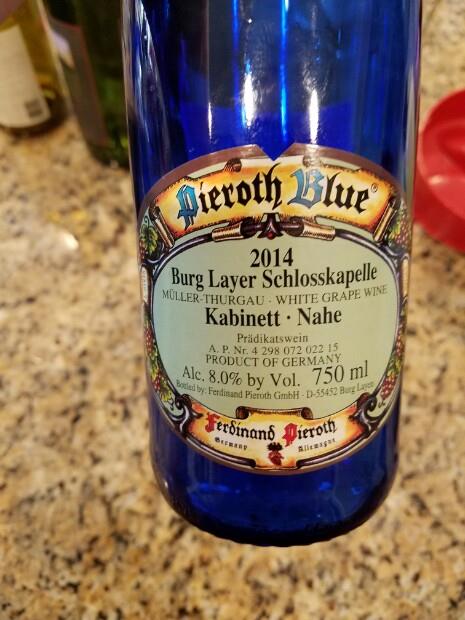 Pieroth Blue®
2014
Burg Layer Schlosskapelle
MÜLLER-THURGAU · WHITE GRAPE WINE
Kabinett · Nahe
Prädikatswein
A. P. Nr. 4 298 072 022 15
PRODUCT OF GERMANY
Alc. 8.0% by Vol. 750 ml
Bottled by: Ferdinand Pieroth GmbH · D-55452 Burg Layen
Ferdinand Pieroth
Germany Allemagne